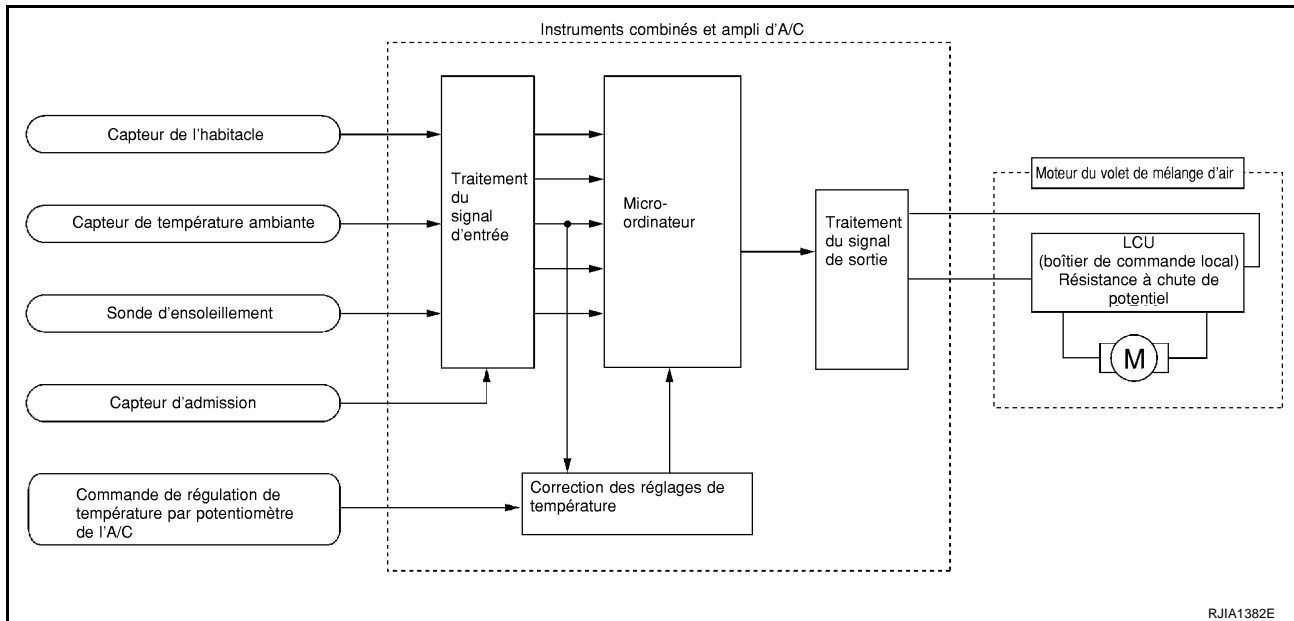 Instruments combinés et ampli d'A/C
Capteur de l'habitacle
Capteur de température ambiante
Sonde d'ensoleillement
Capteur d'admission
Commande de régulation de
température par potentiomètre
de l'A/C
Traitement
du
signal
d'entrée
Micro-
ordinateur
Correction des réglages de
température
Traitement
du signal
de sortie
Moteur du volet de mélange d'air
LCU
(boîtier de commande local)
Résistance à chute de
potentiel
M
RJIA1382E